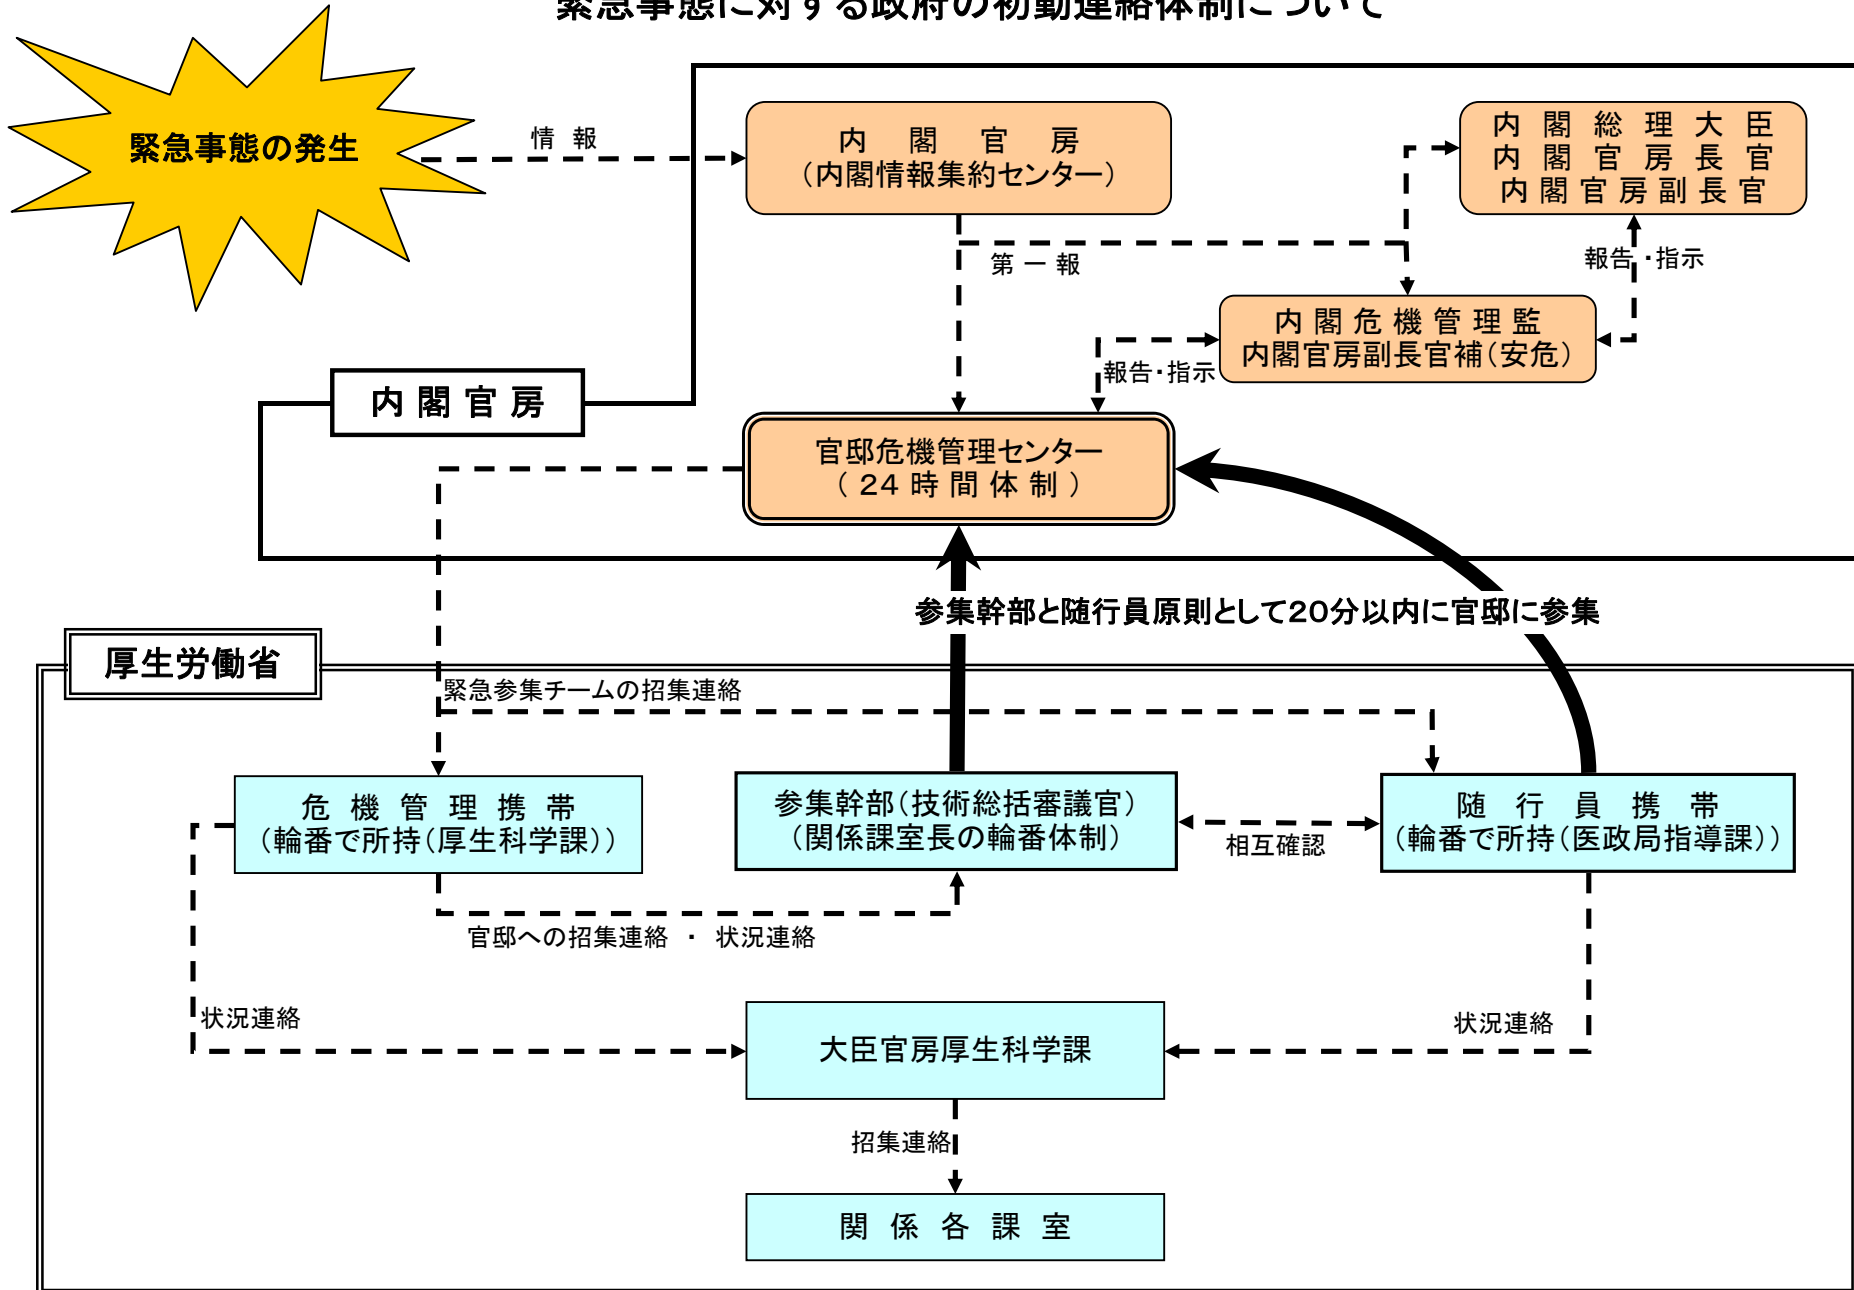 緊急事態に対する政府の初動連絡体制について
緊急事態の発生
情 報
内 閣 官 房
（内閣情報集約センター）
内 閣 総 理 大 臣
内 閣 官 房 長 官
内 閣 官 房 副 長 官
第 一 報
報告・指示
内 閣 危 機 管 理 監
内閣官房副長官補（安危）
報告・指示
内 閣 官 房
官邸危機管理センター
（ 24 時 間 体 制 ）
参集幹部と随行員原則として20分以内に官邸に参集
厚生労働省
緊急参集チームの招集連絡
危 機 管 理 携 帯
（輪番で所持（厚生科学課））
参集幹部（技術総括審議官）
（関係課室長の輪番体制）
相互確認
随 行 員 携 帯
（輪番で所持（医政局指導課））
官邸への招集連絡 ・ 状況連絡
状況連絡
状況連絡
大臣官房厚生科学課
招集連絡
関 係 各 課 室